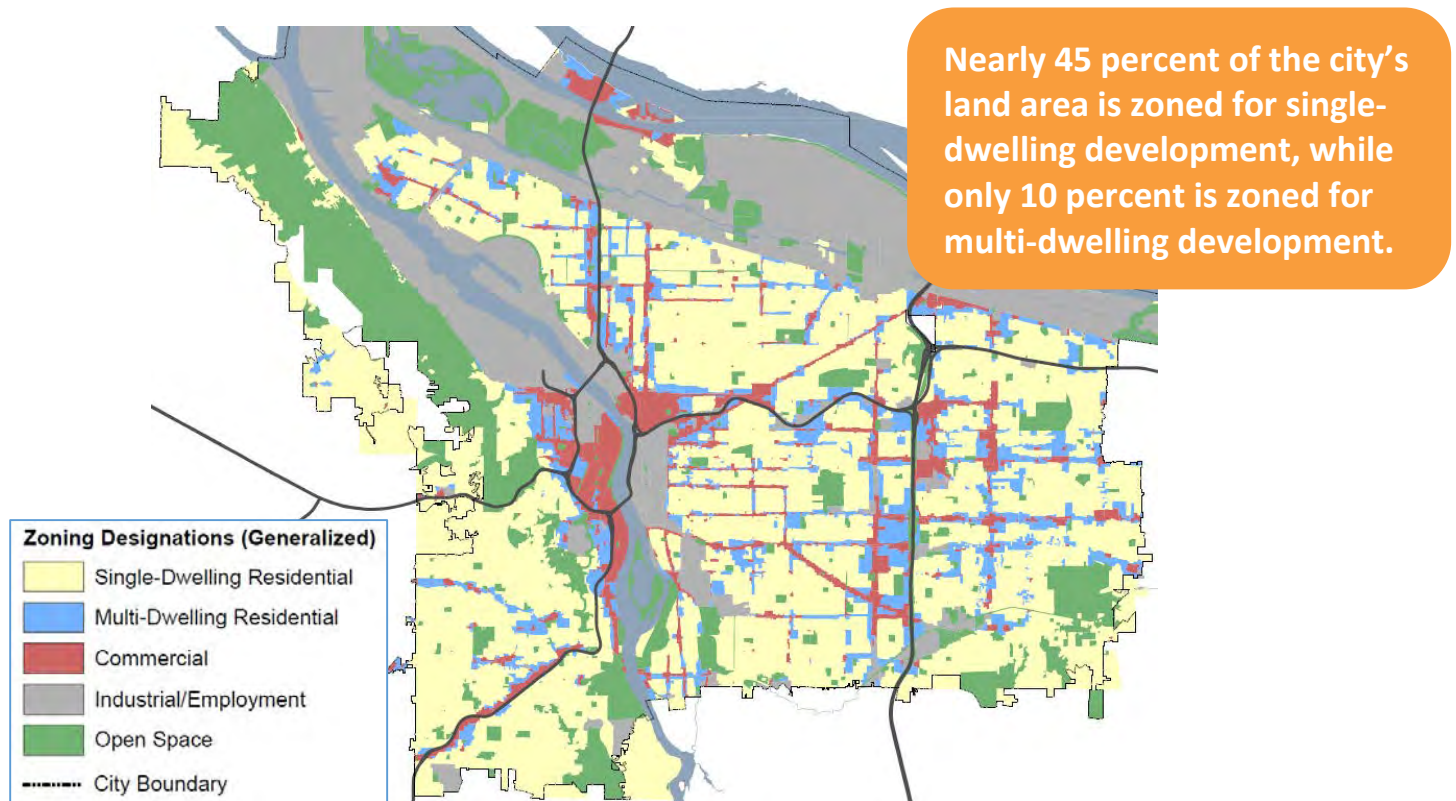 Nearly 45 percent of the city’s
land area is zoned for single-
dwelling development, while
only 10 percent is zoned for
multi-dwelling development.
Zoning Designations (Generalized)
Single-Dwelling Residential
Multi-Dwelling Residential
Commercial
Industrial/Employment
Open Space
City Boundary